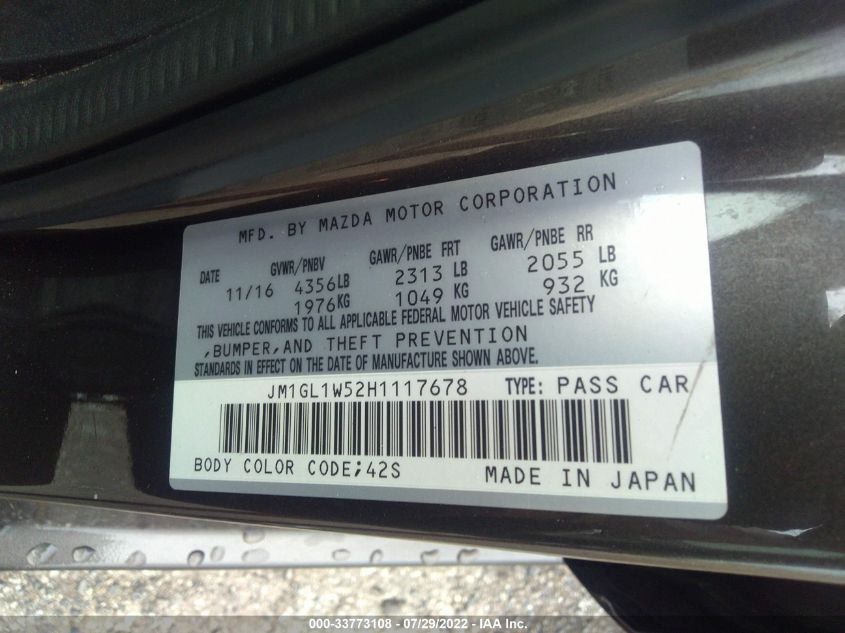 MFD. BY MAZDA MOTOR CORPORATION
DATE GVWR/PNBV GAWR/PNBE FRT GAWR/PNBE RR
11/16 4356LB 2313 LB 2055 LB
1976KG 1049 KG 932 KG
THIS VEHICLE CONFORMS TO ALL APPLICABLE FEDERAL MOTOR VEHICLE SAFETY
,BUMPER,AND THEFT PREVENTION
STANDARDS IN EFFECT ON THE DATE OF MANUFACTURE SHOWN ABOVE.
JM1GL1W52H1117678 TYPE: PASS CAR
BODY COLOR CODE;42S MADE IN JAPAN
000-33773108 - 07/29/2022 - IAA Inc.